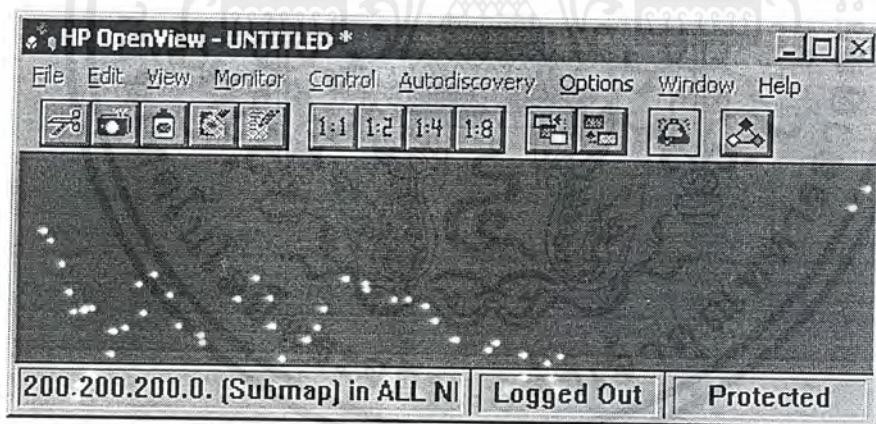 HP OpenView - UNTITLED *
File Edit View Monitor Control Autodiscovery Options Window Help
1:1 1:2 1:4 1:8
200.200.200.0. (Submap) in ALL NI Logged Out Protected